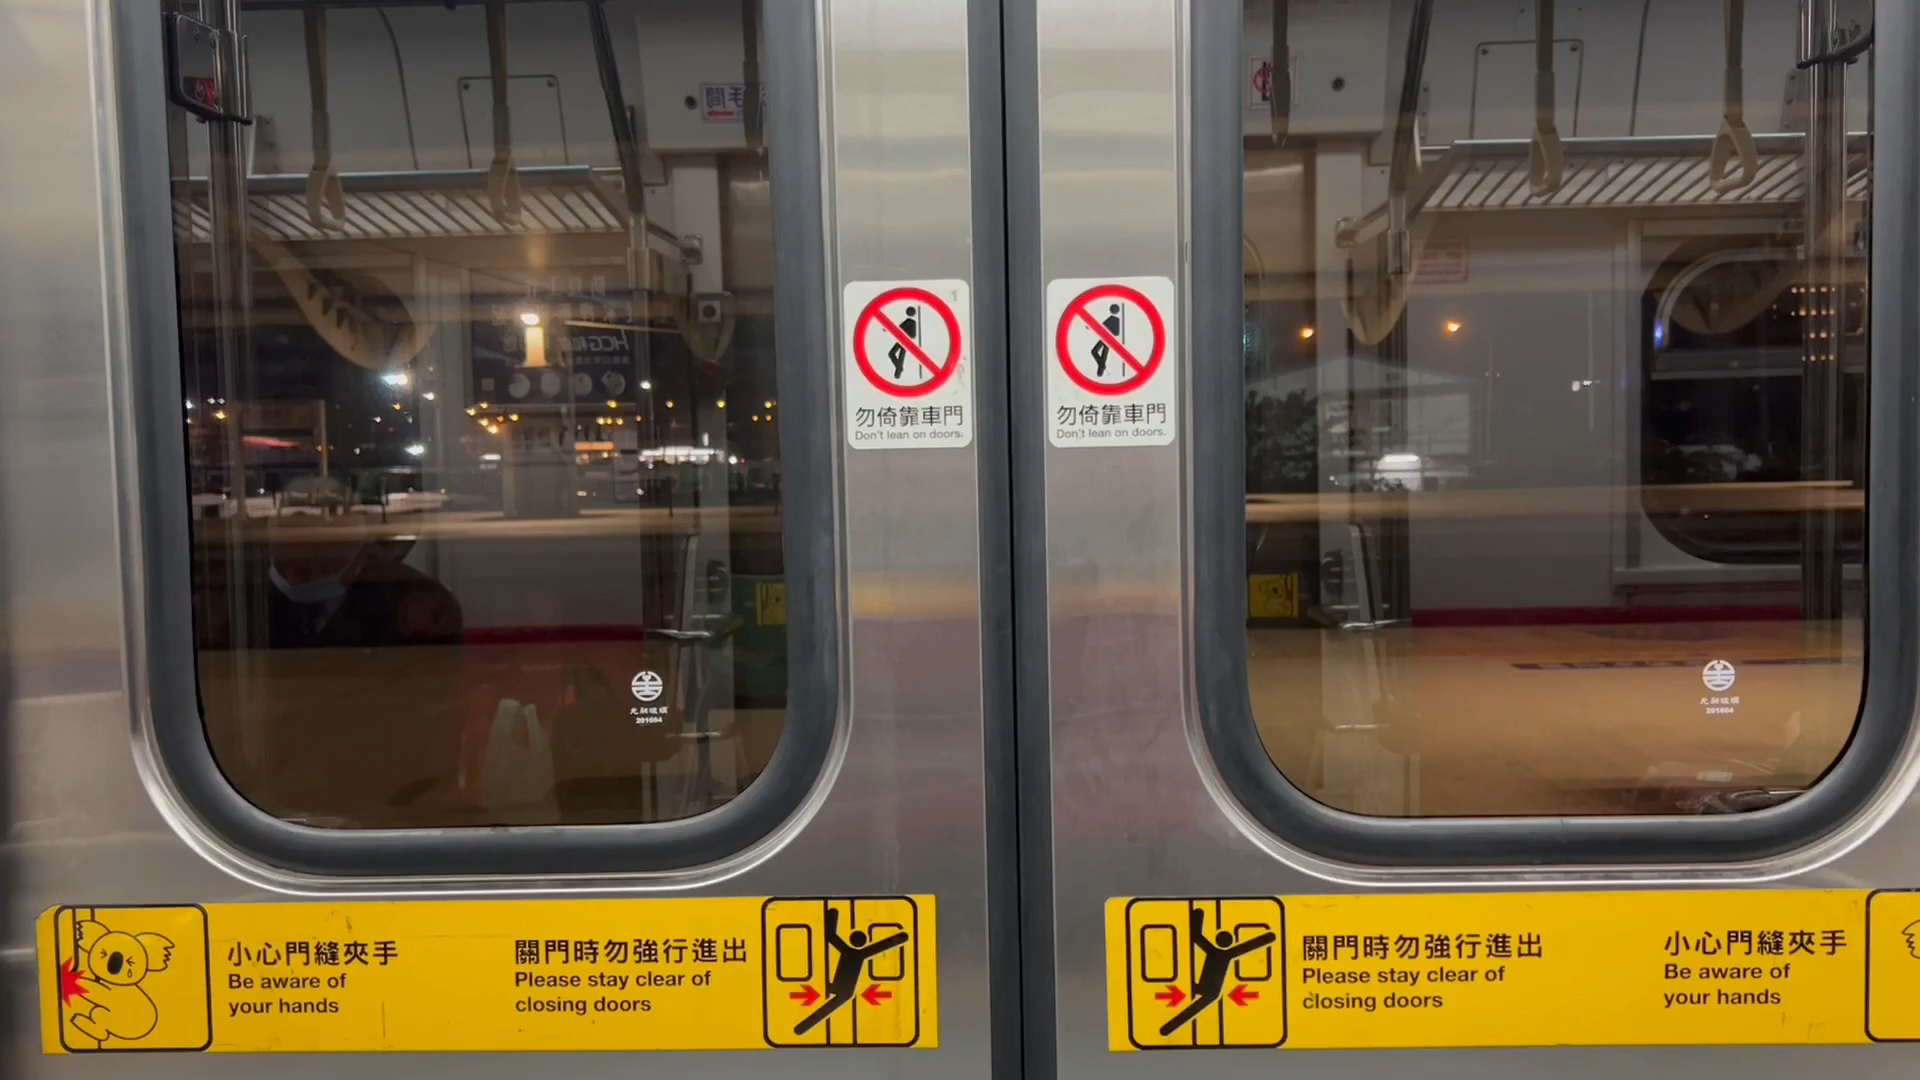 勿倚靠車門
Don't lean on doors.
勿倚靠車門
Don't lean on doors.
201604
201604
小心門縫夾手
Be aware of
your hands
關門時勿強行進出
Please stay clear of
closing doors
關門時勿強行進出
Please stay clear of
closing doors
小心門縫夾手
Be aware of
your hands